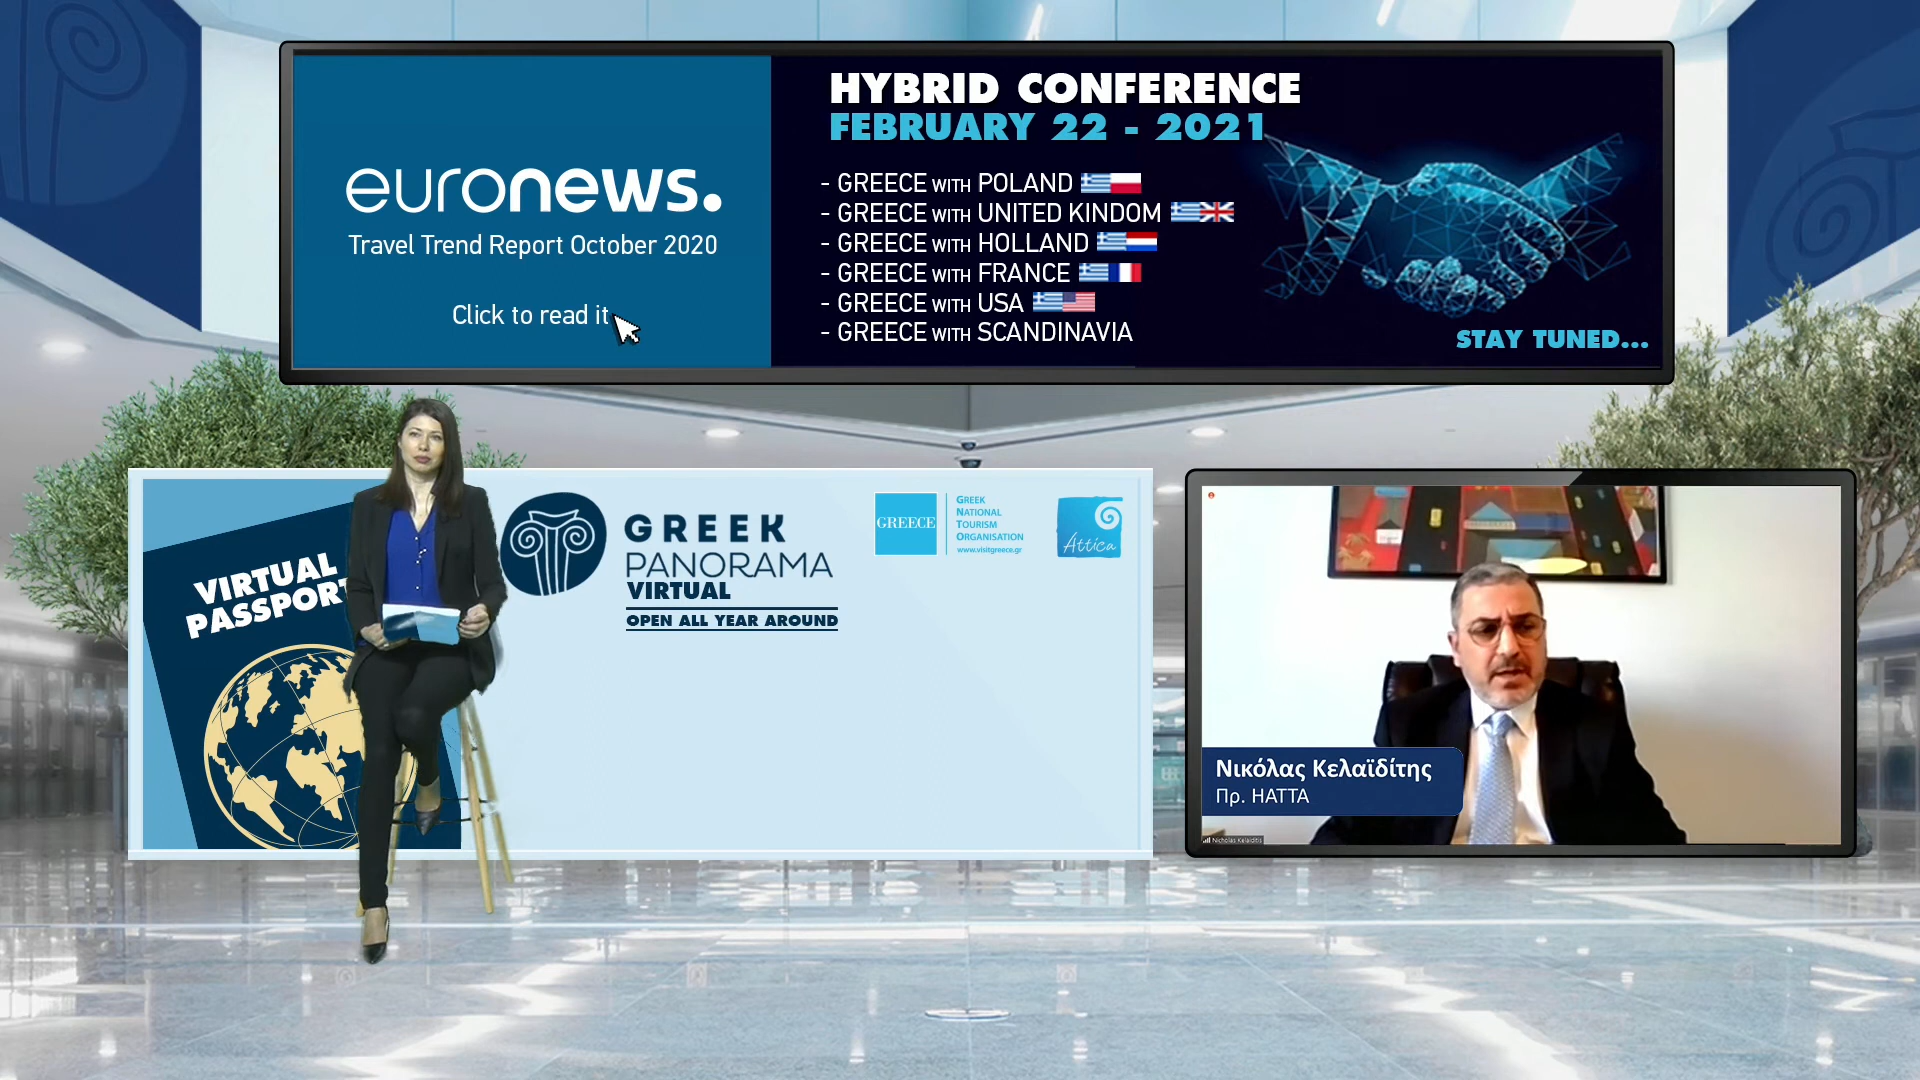 euronews.
Travel Trend Report October 2020
Click to read it
HYBRID CONFERENCE
FEBRUARY 22 - 2021
- GREECE WITH POLAND
- GREECE WITH UNITED KINDOM
- GREECE WITH HOLLAND
- GREECE WITH FRANCE
- GREECE WITH USA
- GREECE WITH SCANDINAVIA
STAY TUNED...
VIRTUAL
PASSPORT
GREEK
PANORAMA
VIRTUAL
OPEN ALL YEAR AROUND
GREECE
GREEK
NATIONAL
TOURISM
ORGANISATION
www.visitgreece.gr
Attica
Νικόλας Κελαϊδίτης
Πρ. HATTA
Nicholas Kelaiditis